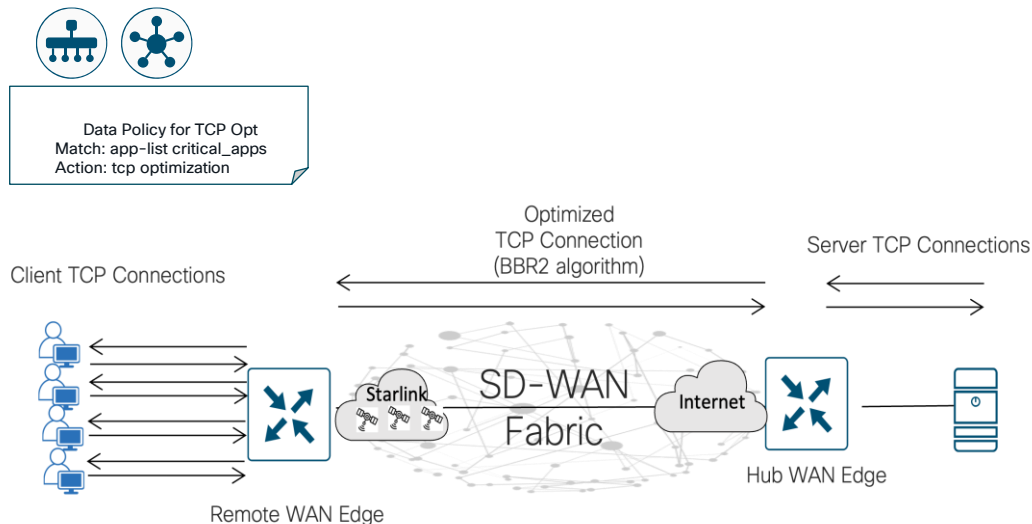 Data Policy for TCP Opt
Match: app-list critical_apps
Action: tcp optimization
Optimized
TCP Connection
(BBR2 algorithm)
Server TCP Connections
Client TCP Connections
Starlink
SD-WAN
Fabric
Internet
Hub WAN Edge
Remote WAN Edge